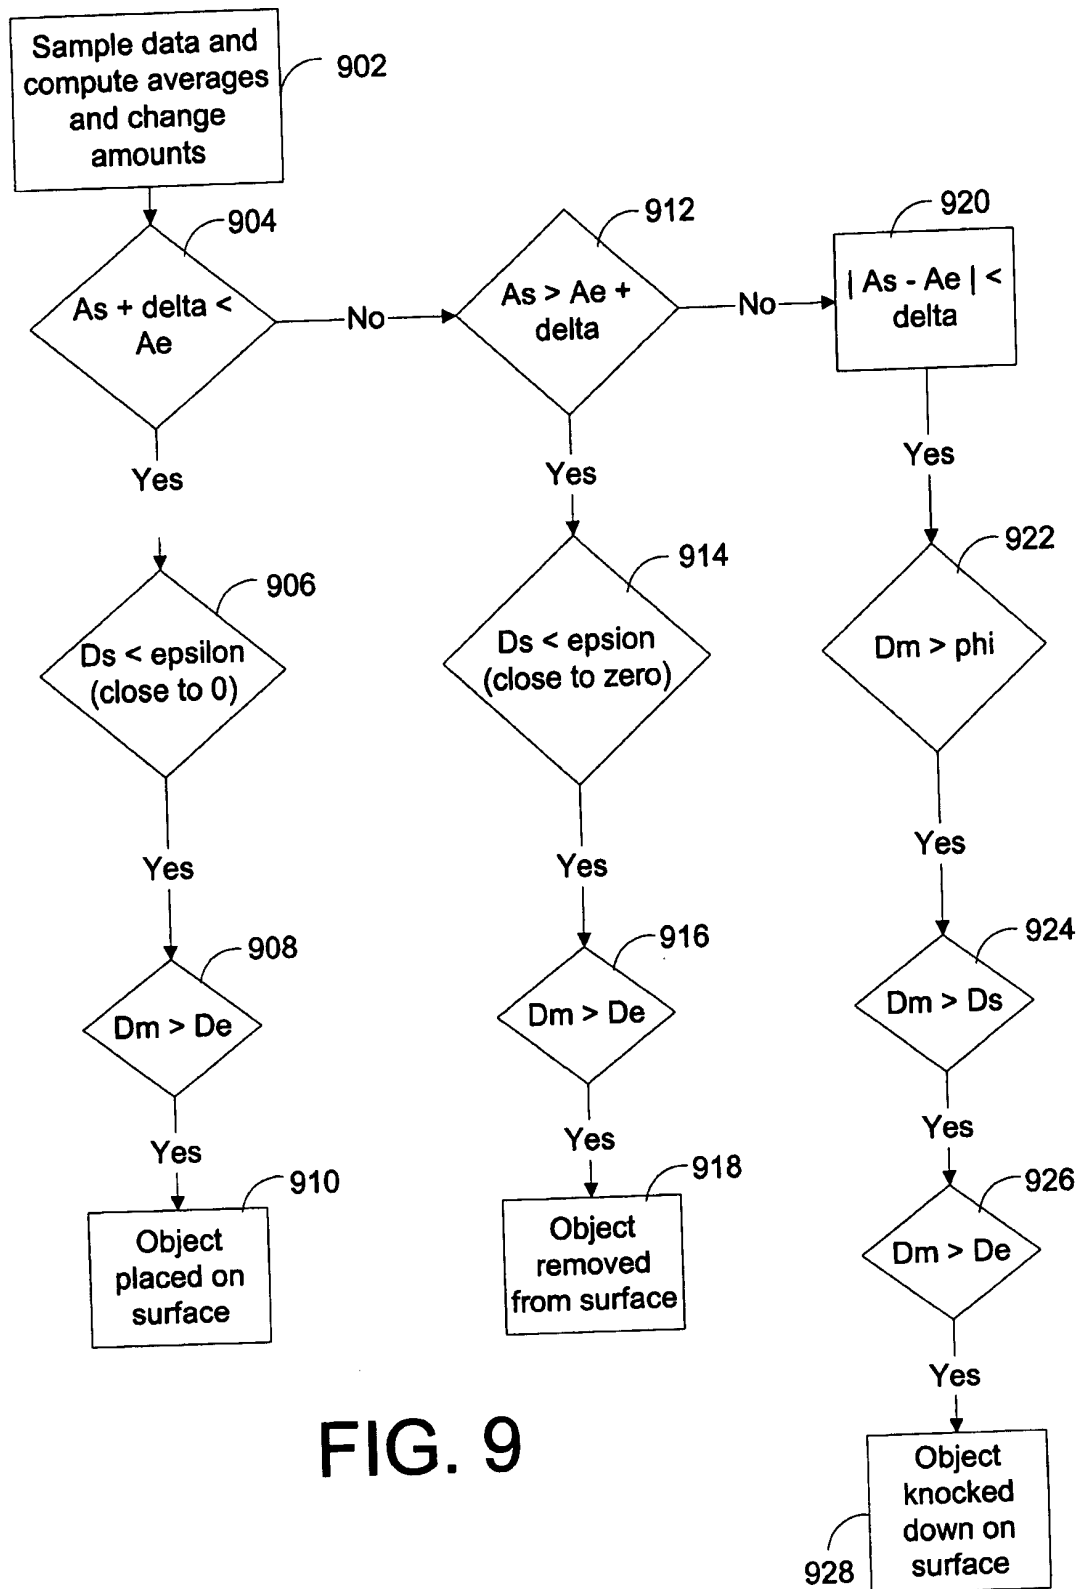 Sample data and
compute averages
and change
amounts
902
904
As + delta <
Ae
No
912
As > Ae +
delta
No
920
| As - Ae | <
delta
Yes
Yes
Yes
906
Ds < epsilon
(close to 0)
914
Ds < epsion
(close to zero)
922
Dm > phi
Yes
Yes
Yes
908
Dm > De
916
Dm > De
924
Dm > Ds
Yes
Yes
Yes
910
Object
placed on
surface
918
Object
removed
from surface
926
Dm > De
Yes
Object
knocked
down on
surface
928
FIG. 9